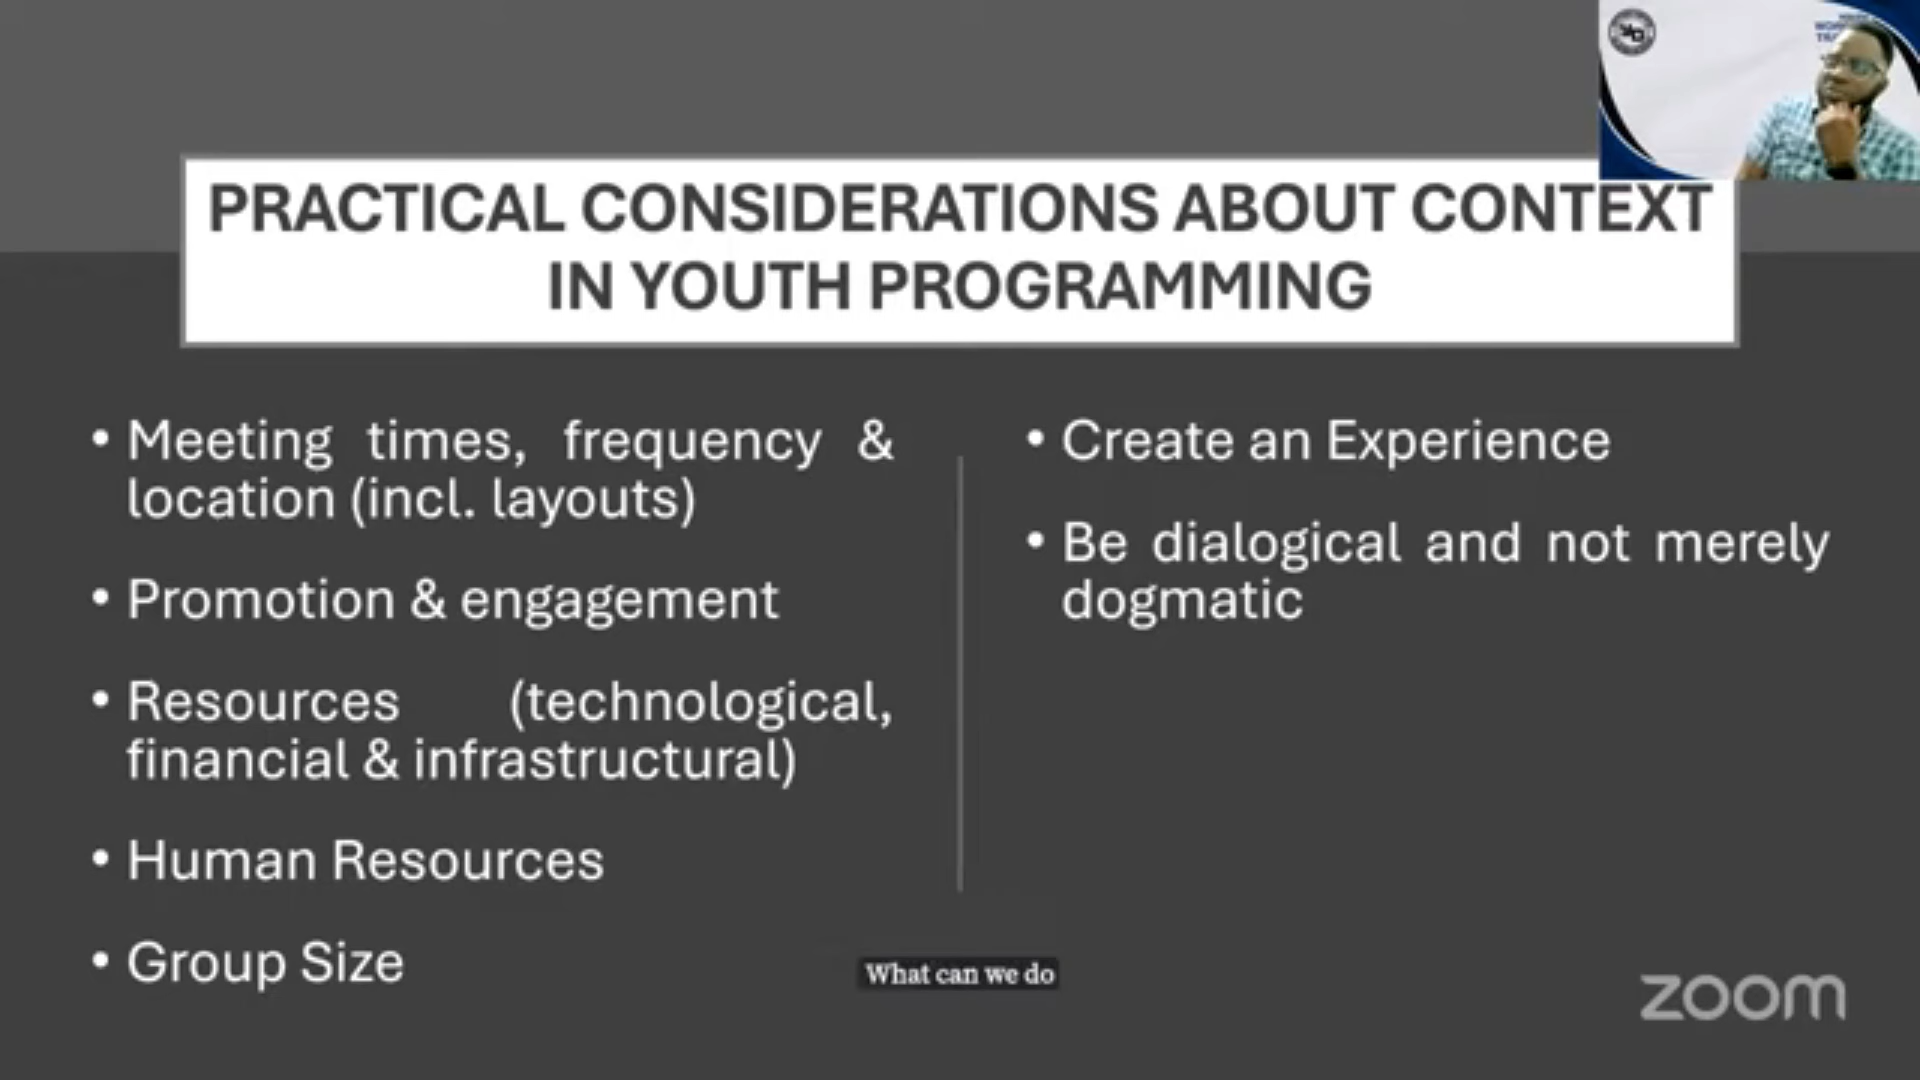 PRACTICAL CONSIDERATIONS ABOUT CONTEXT
IN YOUTH PROGRAMMING
• Meeting times, frequency &
location (incl. layouts)
• Promotion & engagement
• Resources (technological,
financial & infrastructural)
• Human Resources
• Group Size
• Create an Experience
• Be dialogical and not merely
dogmatic
What can we do
zoom